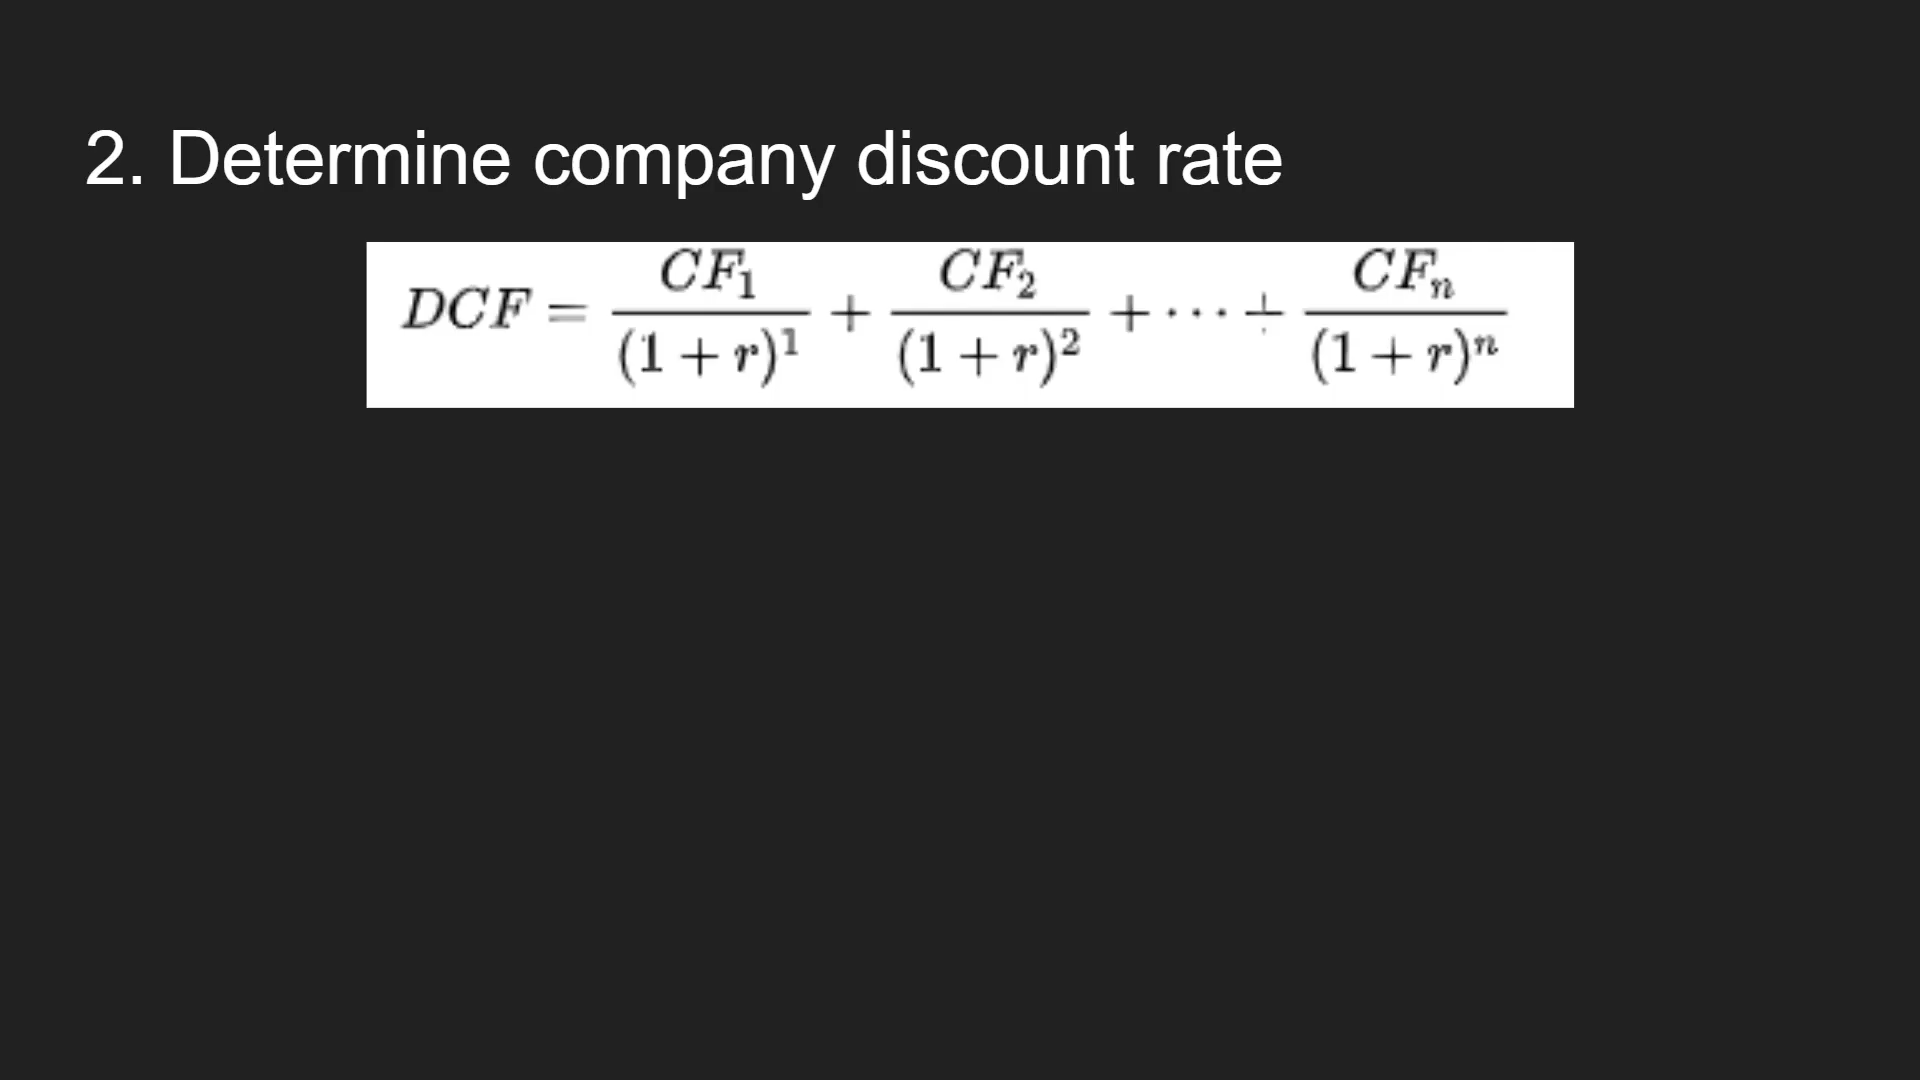 2. Determine company discount rate
DCF = CF₁/(1 + r)¹ + CF₂/(1 + r)² + ··· + CFₙ/(1 + r)ⁿ